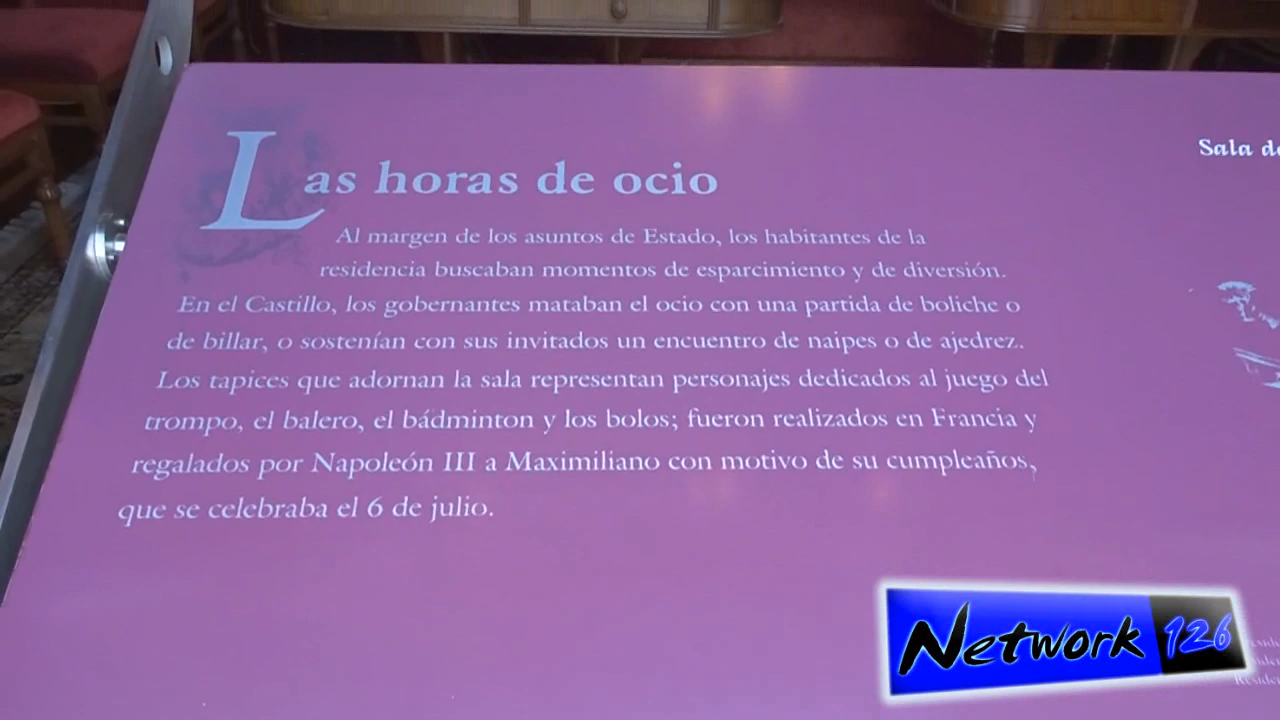 Las horas de ocio
Al margen de los asuntos de Estado, los habitantes de la
residencia buscaban momentos de esparcimiento y de diversión.
En el Castillo, los gobernantes mataban el ocio con una partida de boliche o
de billar, o sostenían con sus invitados un encuentro de naipes o de ajedrez.
Los tapices que adornan la sala representan personajes dedicados al juego del
trompo, el balero, el bádminton y los bolos; fueron realizados en Francia y
regalados por Napoleón III a Maximiliano con motivo de su cumpleaños,
que se celebraba el 6 de julio.
Sala
Network 126